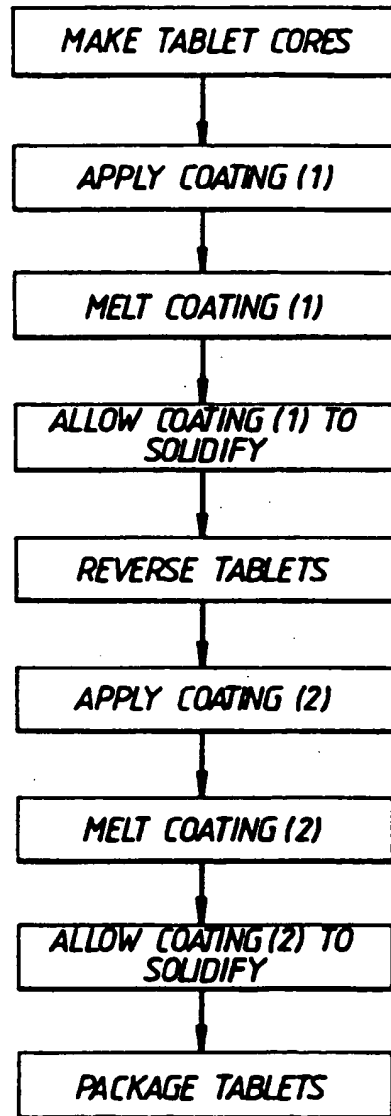 MAKE TABLET CORES
APPLY COATING (1)
MELT COATING (1)
ALLOW COATING (1) TO
SOLIDIFY
REVERSE TABLETS
APPLY COATING (2)
MELT COATING (2)
ALLOW COATING (2) TO
SOLIDIFY
PACKAGE TABLETS